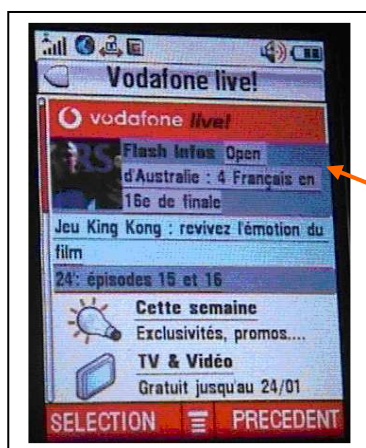 Vodafone live!
vodafone live!
Flash Infos Open
d'Australie : 4 Français en
16e de finale
Jeu King Kong : revivez l'émotion du
film
24': épisodes 15 et 16
Cette semaine
Exclusivités, promos....
TV & Vidéo
Gratuit jusqu'au 24/01
SELECTION PRECEDENT